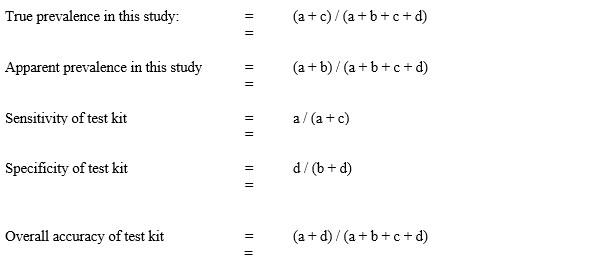 True prevalence in this study: = (a + c) / (a + b + c + d)
=
Apparent prevalence in this study = (a + b) / (a + b + c + d)
=
Sensitivity of test kit = a / (a + c)
=
Specificity of test kit = d / (b + d)
=
Overall accuracy of test kit = (a + d) / (a + b + c + d)
=